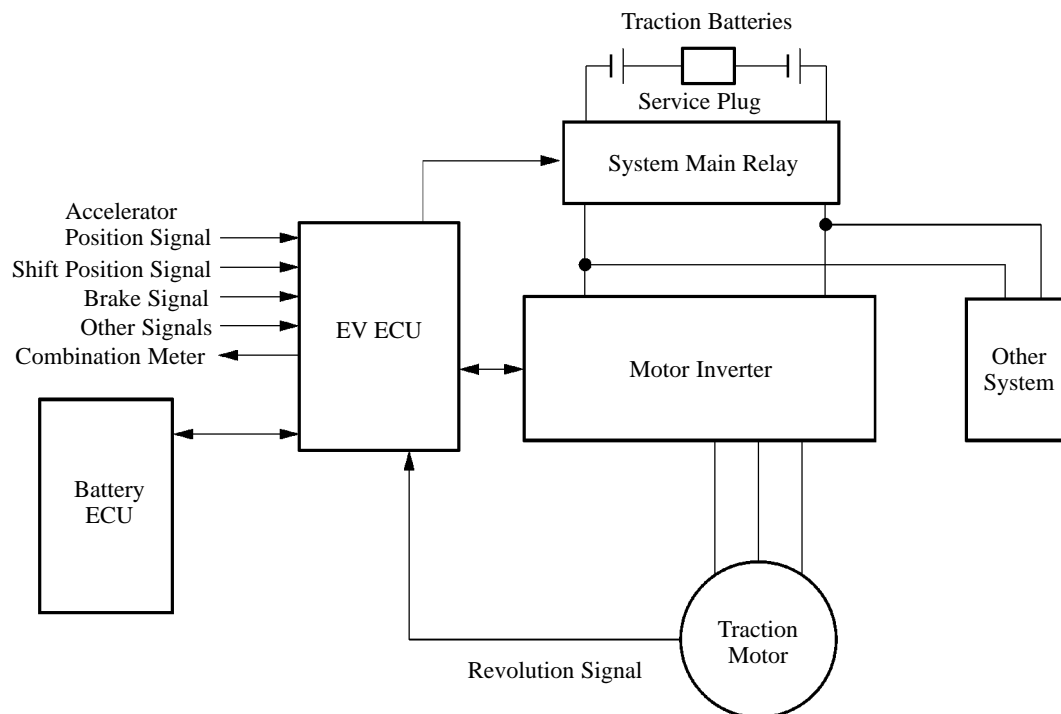 Traction Batteries
Service Plug
System Main Relay
Accelerator
Position Signal
Shift Position Signal
Brake Signal
Other Signals
Combination Meter
EV ECU
Motor Inverter
Other
System
Battery
ECU
Traction
Motor
Revolution Signal